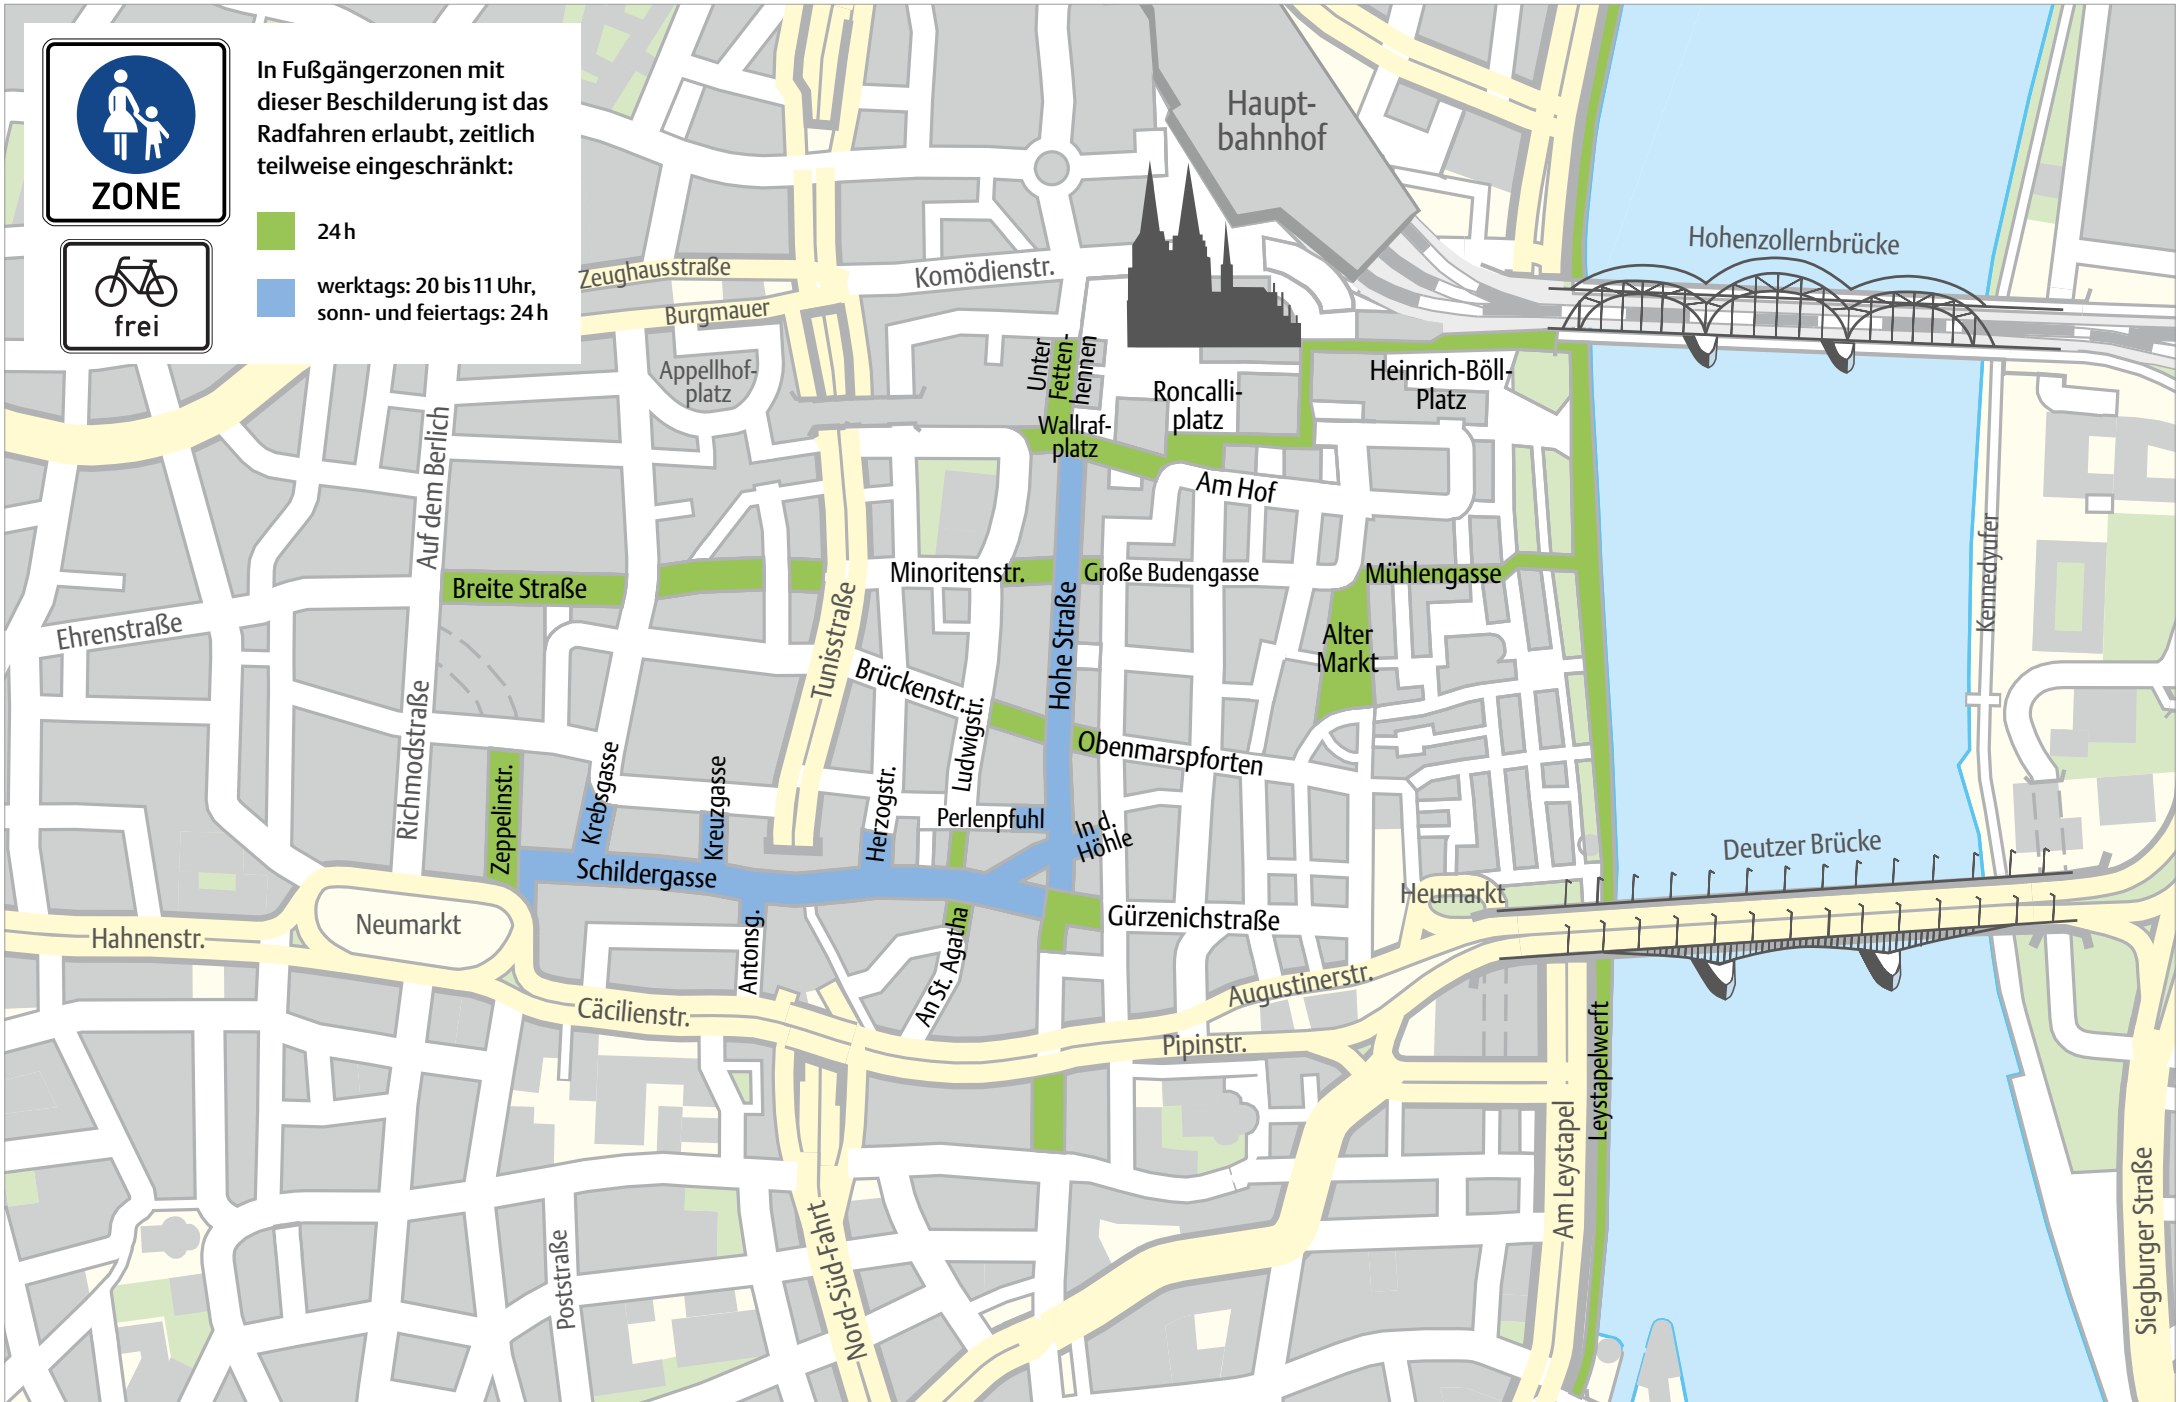 ZONE
frei
In Fußgängerzonen mit
dieser Beschilderung ist das
Radfahren erlaubt, zeitlich
teilweise eingeschränkt:
24 h
werktags: 20 bis 11 Uhr,
sonn- und feiertags: 24 h
Haupt-
bahnhof
Hohenzollernbrücke
Zeughausstraße
Komödienstr.
Burgmauer
Appellhof-
platz
Unter
Fetten-
hennen
Wallraf-
platz
Roncalli-
platz
Heinrich-Böll-
Platz
Am Hof
Auf dem Berlich
Breite Straße
Minoritenstr.
Große Budengasse
Mühlengasse
Kennedyufer
Ehrenstraße
Tunisstraße
Hohe Straße
Alter
Markt
Brückenstr.
Ludwigstr.
Obenmarspforten
Richmodstraße
Zeppelinstr.
Krebsgasse
Kreuzgasse
Herzogstr.
Perlenpfuhl
In d.
Höhle
Deutzer Brücke
Schildergasse
Heumarkt
Neumarkt
Hahnenstr.
Antonsg.
An St. Agatha
Gürzenichstraße
Augustinerstr.
Cäcilienstr.
Pipinstr.
Leystapelwerft
Am Leystapel
Poststraße
Nord-Süd-Fahrt
Siegburger Straße